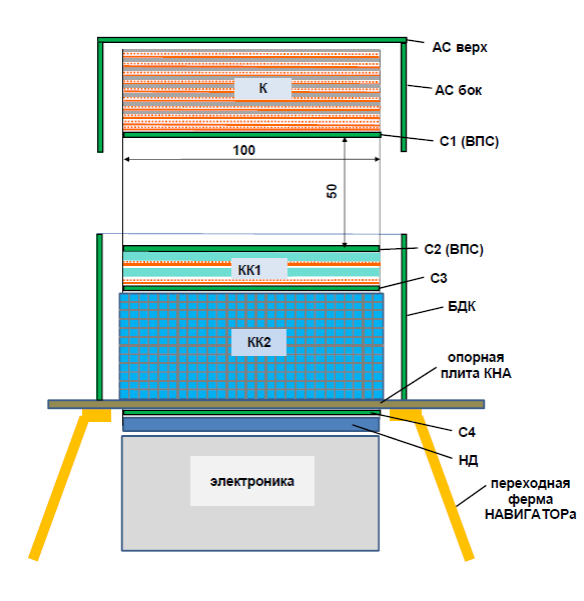 АС верх
К
АС бок
С1 (ВПС)
100
50
С2 (ВПС)
КК1
С3
БДК
КК2
опорная
плита КНА
С4
НД
электроника
переходная
ферма
НАВИГАТОРа